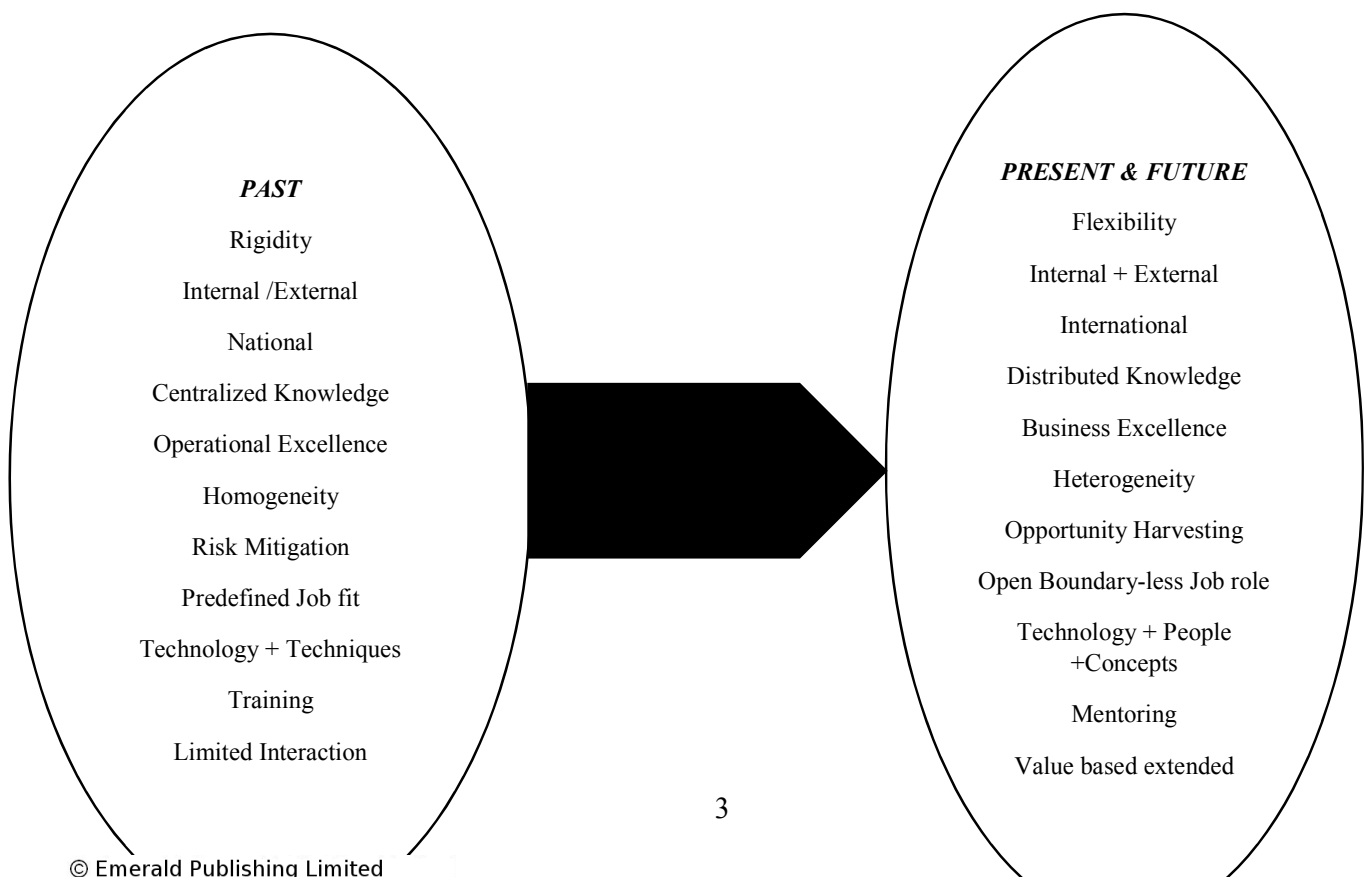 PAST
Rigidity
Internal /External
National
Centralized Knowledge
Operational Excellence
Homogeneity
Risk Mitigation
Predefined Job fit
Technology + Techniques
Training
Limited Interaction
PRESENT & FUTURE
Flexibility
Internal + External
International
Distributed Knowledge
Business Excellence
Heterogeneity
Opportunity Harvesting
Open Boundary-less Job role
Technology + People
+Concepts
Mentoring
Value based extended
3
© Emerald Publishing Limited